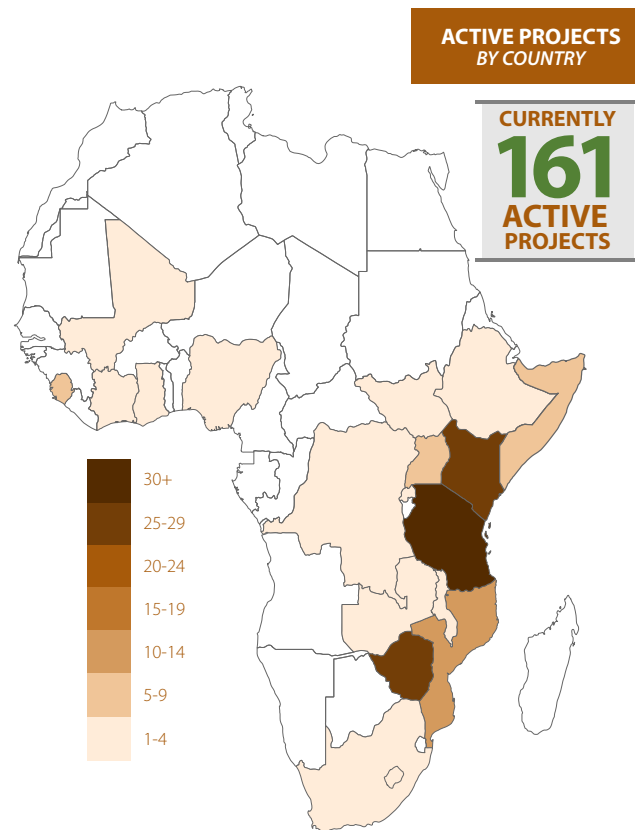 ACTIVE PROJECTS
BY COUNTRY
CURRENTLY
161
ACTIVE
PROJECTS
30+
25-29
20-24
15-19
10-14
5-9
1-4